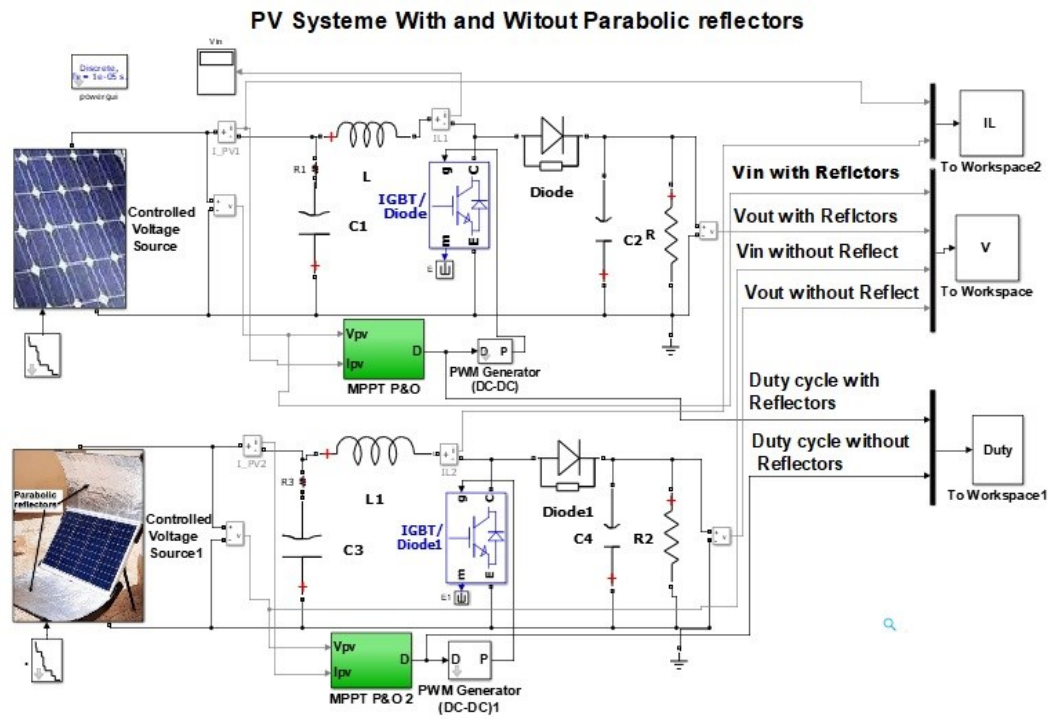 PV Systeme With and Witout Parabolic reflectors
Vin
Discrete,
= 1e-05 s.
powergui
I_PV1
IL1
IL
To Workspace2
R1
L
C1
g
C
IGBT/
Diode
m
E
E
Diode
C2
R
Controlled
Voltage
Source
Vin with Reflctors
Vout with Reflctors
Vin without Reflect
Vout without Reflect
V
To Workspace
Vpv
Ipv
D
MPPT P&O
D
P
PWM Generator
(DC-DC)
Duty cycle with
Reflectors
Duty cycle without
Reflectors
Duty
To Workspace1
I_PV2
IL2
R3
L1
C3
g
C
IGBT/
Diode1
m
E
E1
Diode1
C4
R2
Parabolic
reflectors
Controlled
Voltage
Source1
Vpv
Ipv
D
MPPT P&O 2
D
P
PWM Generator
(DC-DC)1